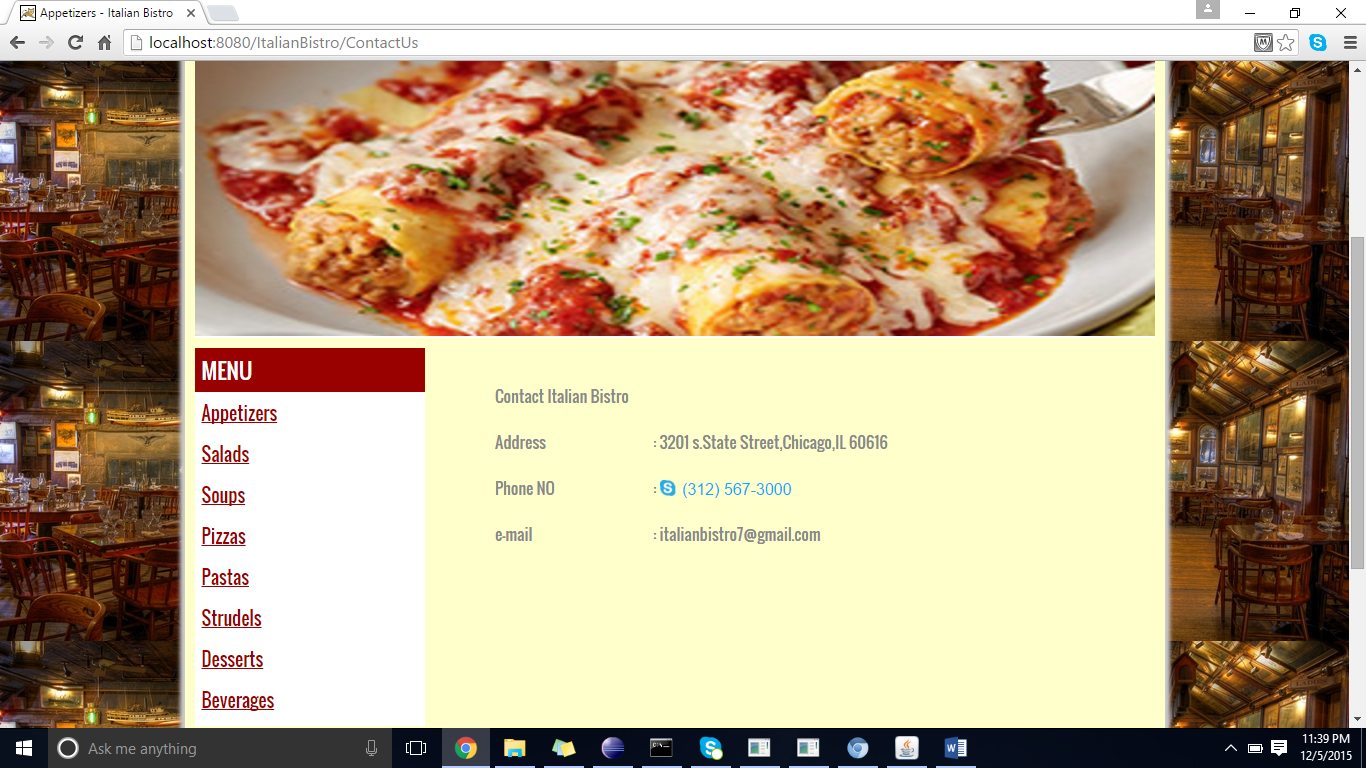 Appetizers - Italian Bistro
localhost:8080/ItalianBistro/ContactUs
MENU
Appetizers
Salads
Soups
Pizzas
Pastas
Strudels
Desserts
Beverages
Contact Italian Bistro
Address : 3201 s.State Street,Chicago,IL 60616
Phone NO : (312) 567-3000
e-mail : italianbistro7@gmail.com
Ask me anything
11:39 PM
12/5/2015